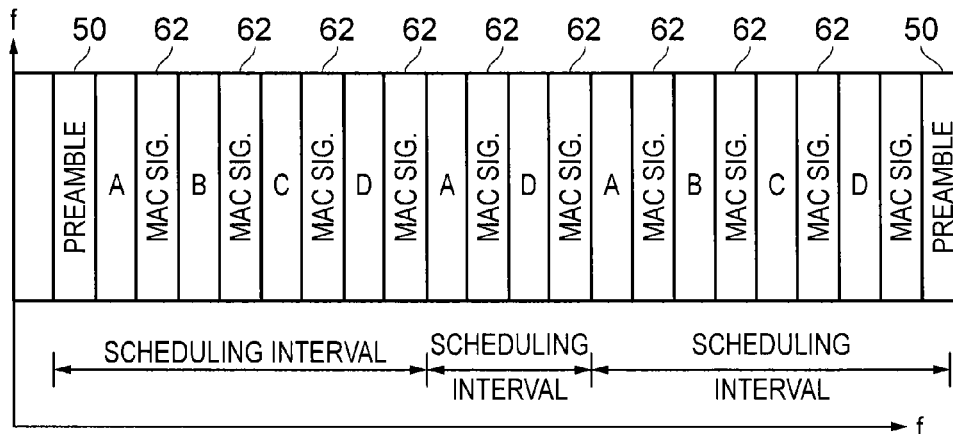 f
50 62 62 62 62 62 62 62 62 62 50
PREAMBLE A MAC SIG. B MAC SIG. C MAC SIG. D MAC SIG. A MAC SIG. D MAC SIG. A MAC SIG. B MAC SIG. C MAC SIG. D MAC SIG. PREAMBLE
SCHEDULING INTERVAL
SCHEDULING
INTERVAL
SCHEDULING
INTERVAL
f